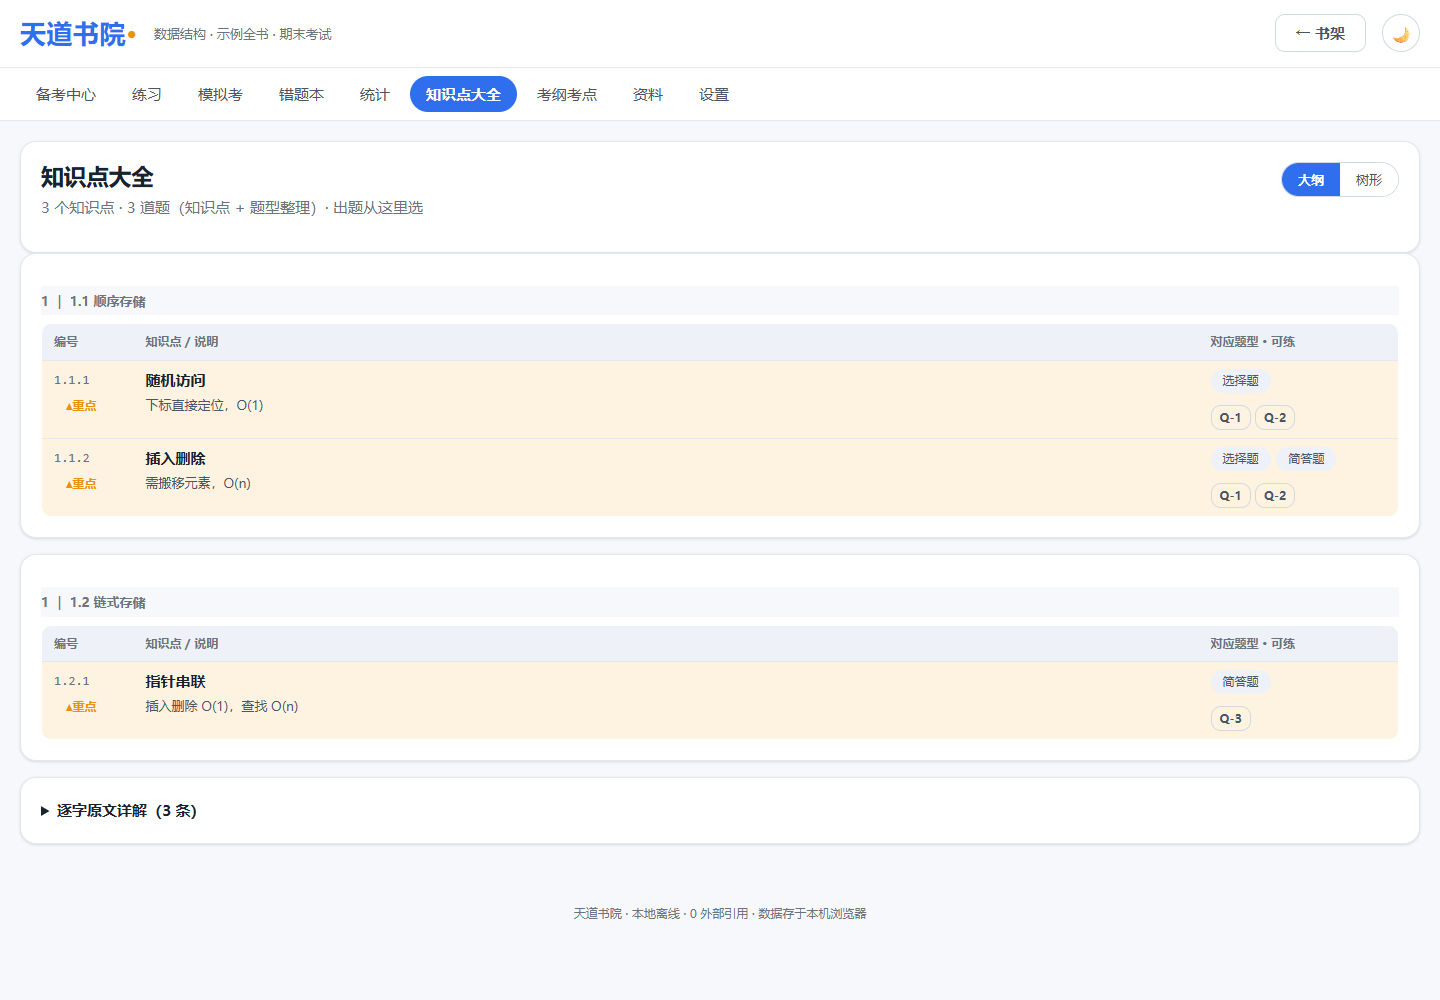 天道书院
数据结构 · 示例全书 · 期末考试
← 书架
备考中心 练习 模拟考 错题本 统计 知识点大全 考纲考点 资料 设置
知识点大全
3 个知识点 · 3 道题（知识点 + 题型整理）· 出题从这里选
大纲 树形
1 | 1.1 顺序存储
编号 知识点 / 说明 对应题型 • 可练
1.1.1 随机访问 选择题
▲重点 下标直接定位，O(1)
Q-1 Q-2
1.1.2 插入删除 选择题 简答题
▲重点 需搬移元素，O(n)
Q-1 Q-2
1 | 1.2 链式存储
编号 知识点 / 说明 对应题型 • 可练
1.2.1 指针串联 简答题
▲重点 插入删除 O(1)，查找 O(n)
Q-3
▶ 逐字原文详解（3 条）
天道书院 · 本地离线 · 0 外部引用 · 数据存于本机浏览器